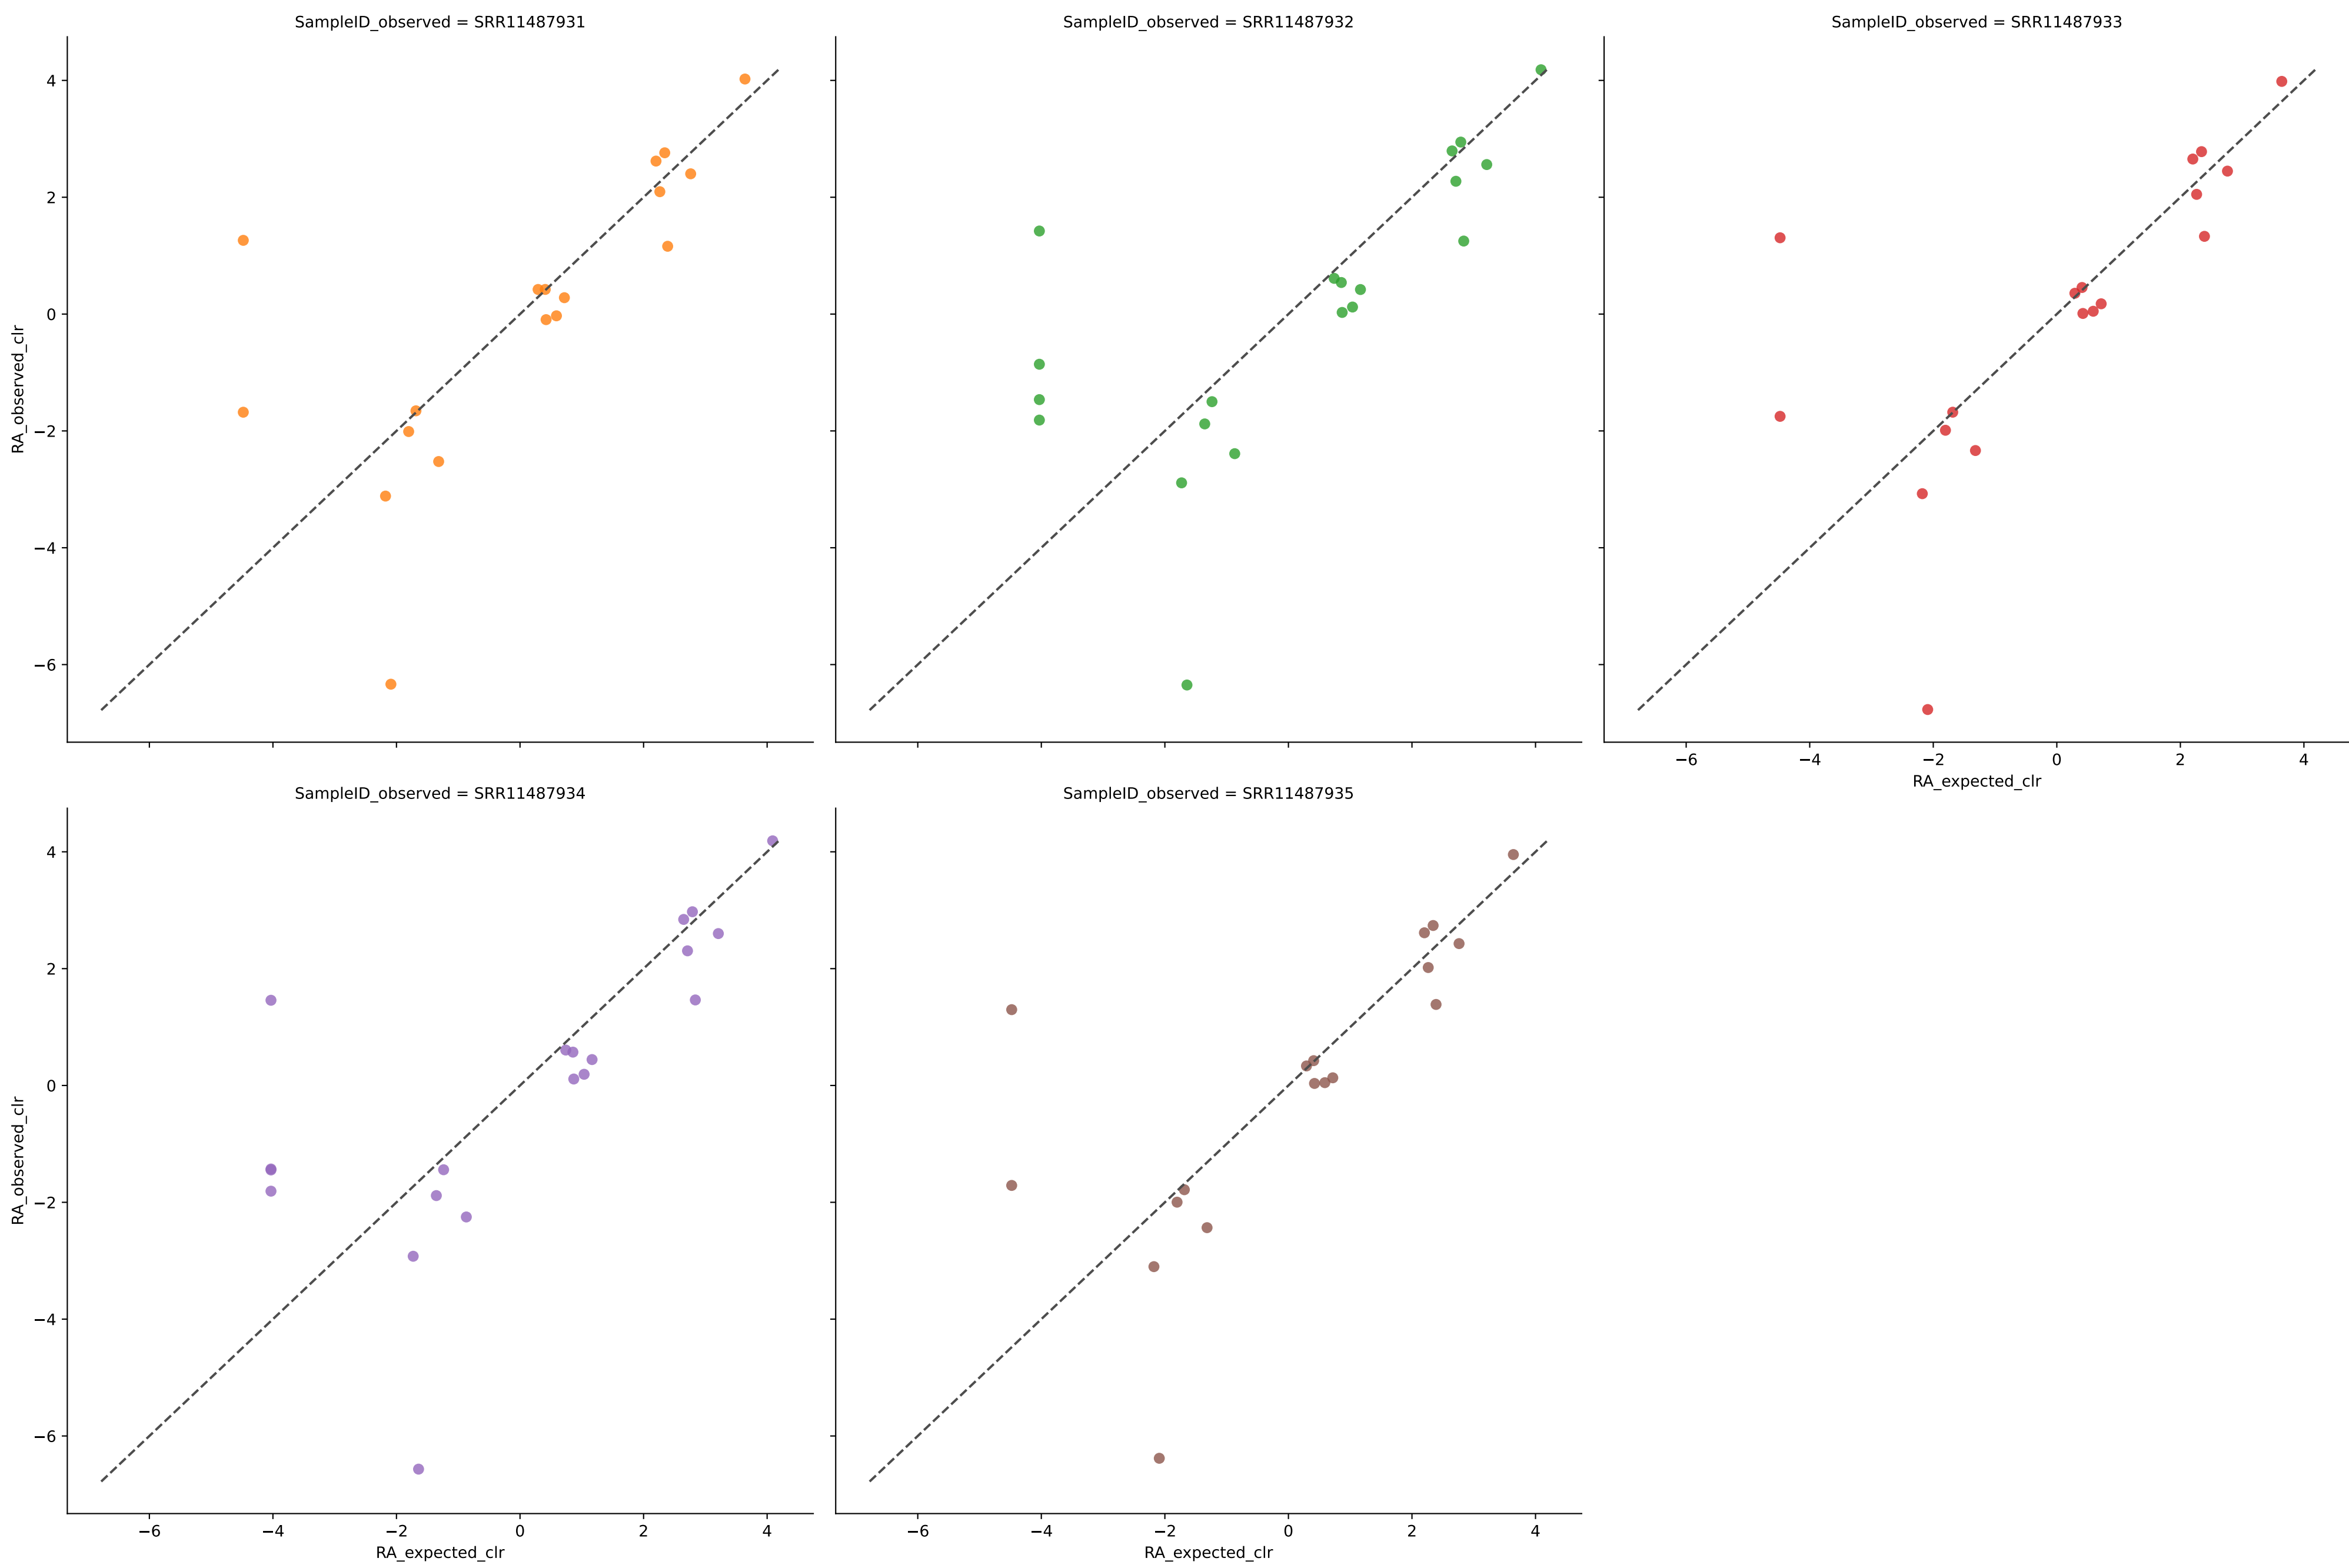 SampleID_observed = SRR11487931
SampleID_observed = SRR11487932
SampleID_observed = SRR11487933
4
2
0
−2
−4
−6
RA_observed_clr
−6 −4 −2 0 2 4
RA_expected_clr
SampleID_observed = SRR11487934
SampleID_observed = SRR11487935
4
2
0
−2
−4
−6
RA_observed_clr
−6 −4 −2 0 2 4
RA_expected_clr
−6 −4 −2 0 2 4
RA_expected_clr